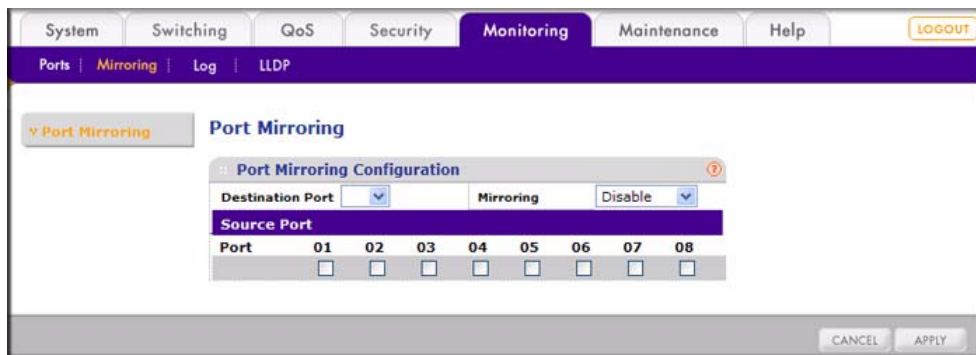 System Switching QoS Security Monitoring Maintenance Help LOGOUT
Ports Mirroring Log LLDP
Port Mirroring
Port Mirroring
Port Mirroring Configuration ?
Destination Port Mirroring Disable
Source Port
Port 01 02 03 04 05 06 07 08
CANCEL APPLY